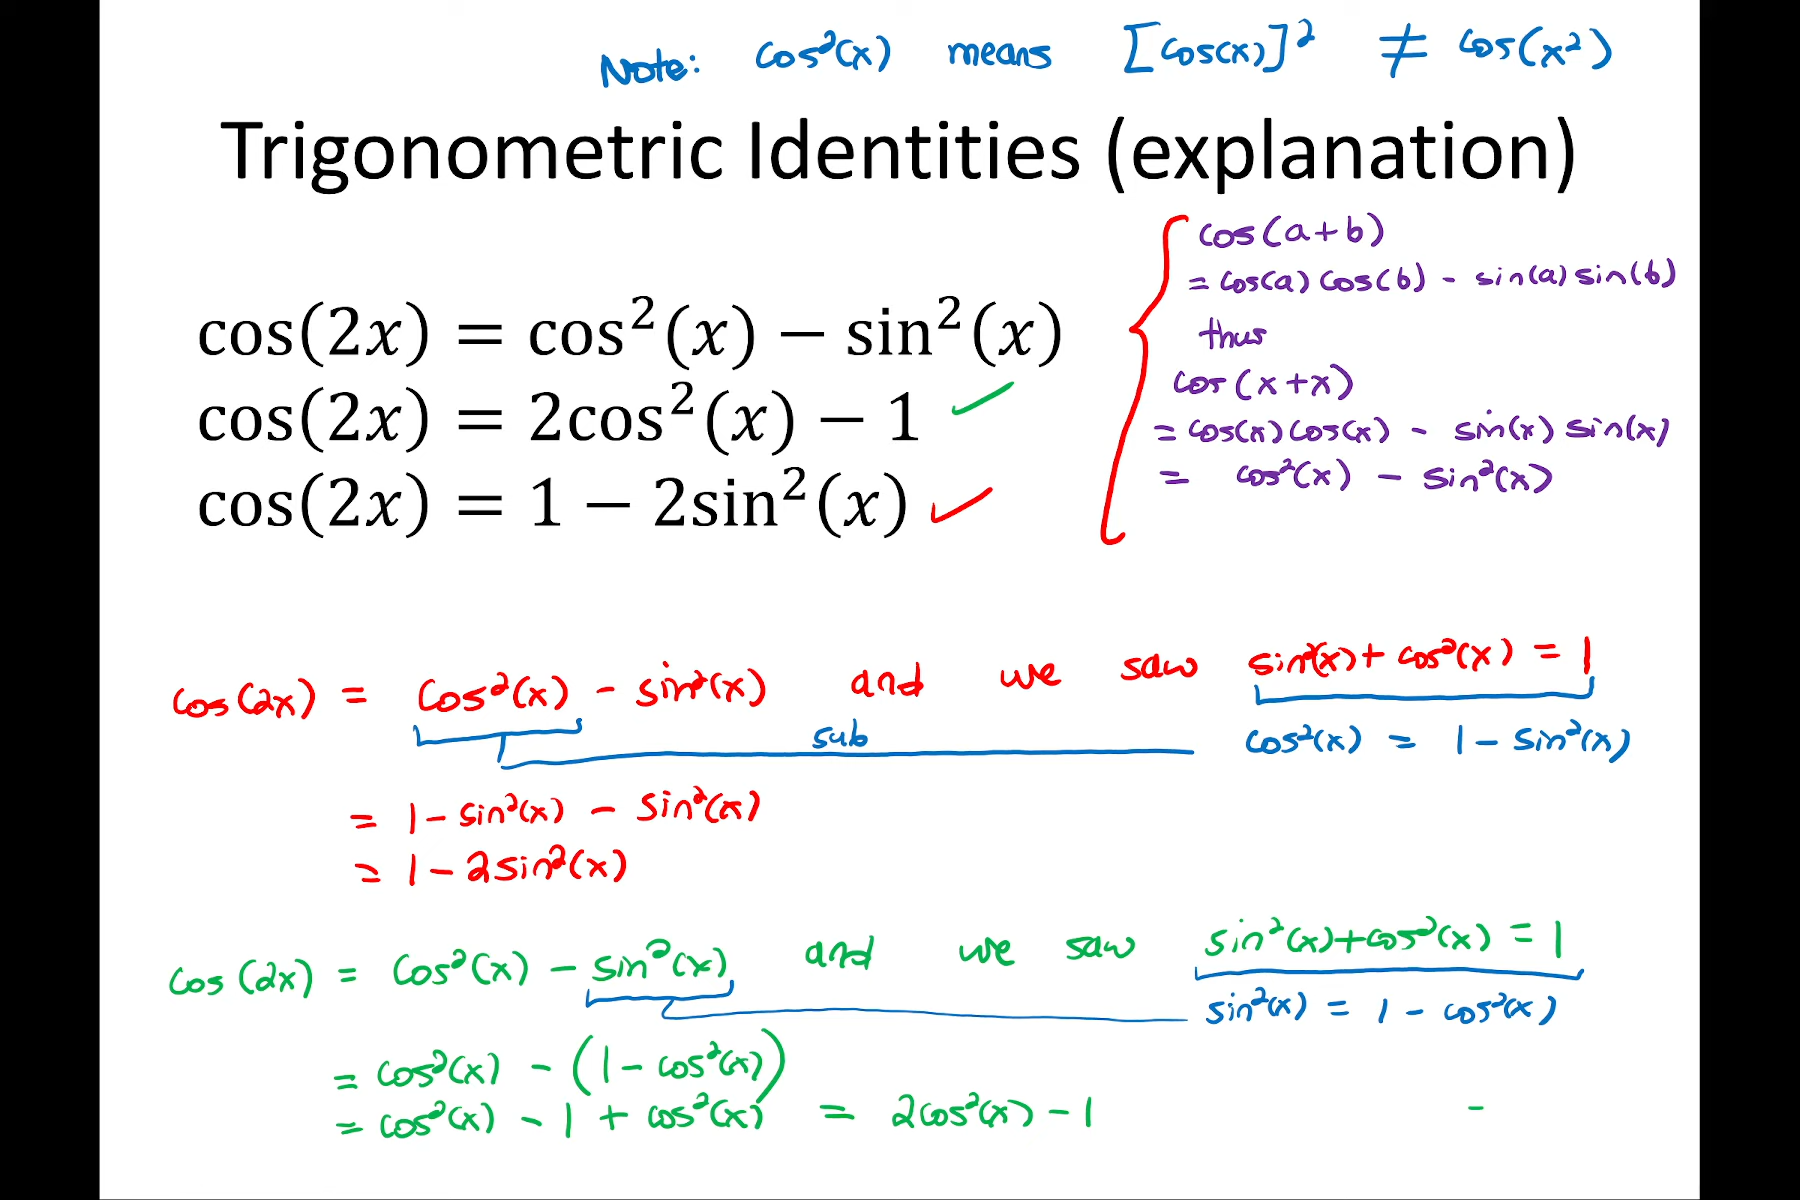 Note: cos²(x) means [cos(x)]² ≠ cos(x²)
Trigonometric Identities (explanation)
cos(2x) = cos²(x) − sin²(x)
cos(2x) = 2cos²(x) − 1
cos(2x) = 1 − 2sin²(x)
cos(a+b)
= cos(a) cos(b) - sin(a) sin(b)
thus
cos(x+x)
= cos(x) cos(x) - sin(x) sin(x)
= cos²(x) - sin²(x)
cos(2x) = cos²(x) - sin²(x) and we saw sin²(x) + cos²(x) = 1
sub cos²(x) = 1 - sin²(x)
= 1 - sin²(x) - sin²(x)
= 1 - 2sin²(x)
cos(2x) = cos²(x) - sin²(x) and we saw sin²(x) + cos²(x) = 1
sin²(x) = 1 - cos²(x)
= cos²(x) - (1 - cos²(x))
= cos²(x) - 1 + cos²(x) = 2cos²(x) - 1